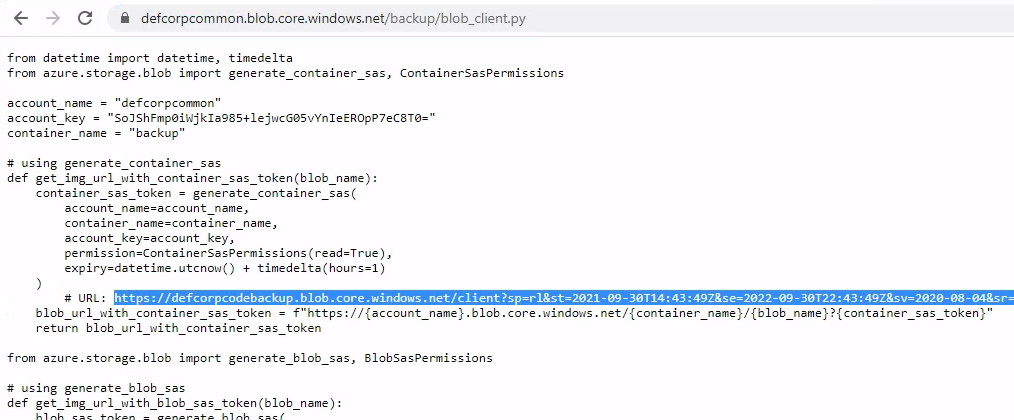 defcorpcommon.blob.core.windows.net/backup/blob_client.py
from datetime import datetime, timedelta
from azure.storage.blob import generate_container_sas, ContainerSasPermissions
account_name = "defcorpcommon"
account_key = "SoJShFmp0iWjkIa985+lejwcG05vYnIeEROpP7eC8T0="
container_name = "backup"
# using generate_container_sas
def get_img_url_with_container_sas_token(blob_name):
    container_sas_token = generate_container_sas(
        account_name=account_name,
        container_name=container_name,
        account_key=account_key,
        permission=ContainerSasPermissions(read=True),
        expiry=datetime.utcnow() + timedelta(hours=1)
    )
        # URL: https://defcorpcodebackup.blob.core.windows.net/client?sp=rl&st=2021-09-30T14:43:49Z&se=2022-09-30T22:43:49Z&sv=2020-08-04&sr=
    blob_url_with_container_sas_token = f"https://{account_name}.blob.core.windows.net/{container_name}/{blob_name}?{container_sas_token}"
    return blob_url_with_container_sas_token
from azure.storage.blob import generate_blob_sas, BlobSasPermissions
# using generate_blob_sas
def get_img_url_with_blob_sas_token(blob_name):
    blob_sas_token = generate_blob_sas(